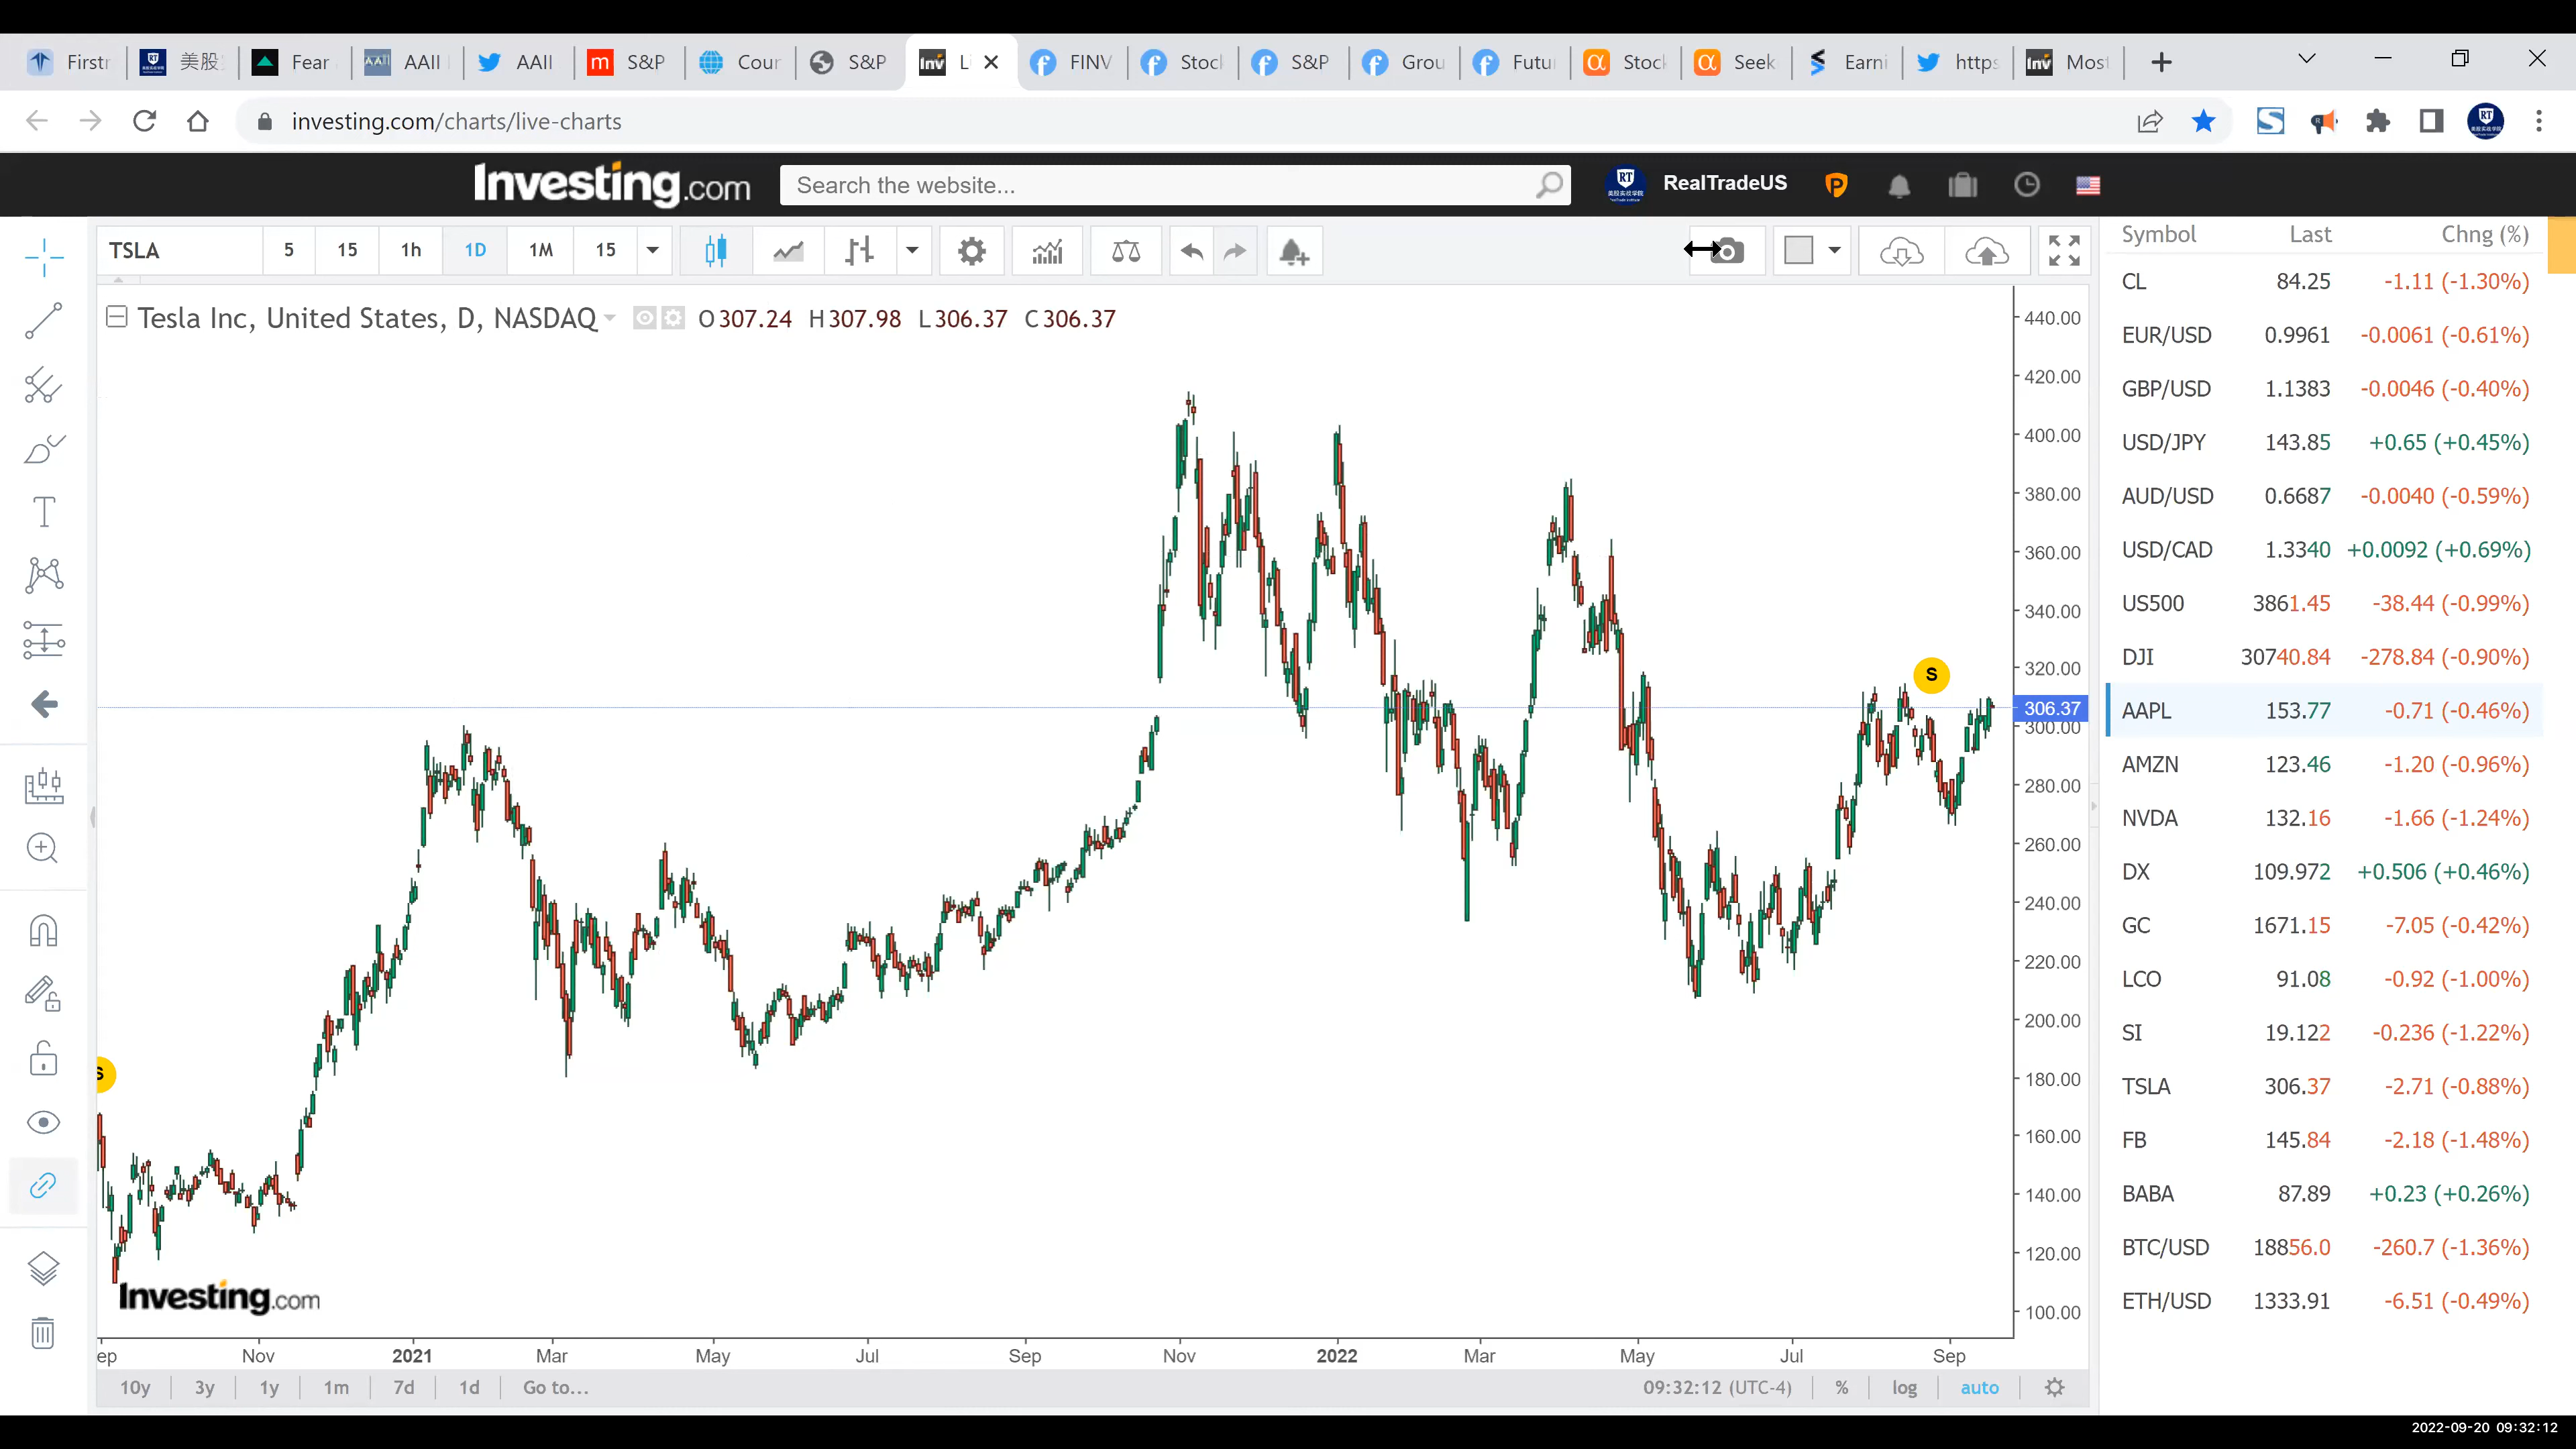 Firstr
美股
Fear
AAII
AAII
S&P
Cour
S&P
Inv Li
FINV
Stock
S&P
Grou
Futu
Stock
Seek
Earni
https
Inv Most
investing.com/charts/live-charts
Investing.com
Search the website...
RealTradeUS
TSLA
5
15
1h
1D
1M
15
Symbol Last Chng (%)
Tesla Inc, United States, D, NASDAQ O307.24 H307.98 L306.37 C306.37
CL 84.25 -1.11 (-1.30%)
EUR/USD 0.9961 -0.0061 (-0.61%)
GBP/USD 1.1383 -0.0046 (-0.40%)
USD/JPY 143.85 +0.65 (+0.45%)
AUD/USD 0.6687 -0.0040 (-0.59%)
USD/CAD 1.3340 +0.0092 (+0.69%)
US500 3861.45 -38.44 (-0.99%)
DJI 30740.84 -278.84 (-0.90%)
AAPL 153.77 -0.71 (-0.46%)
AMZN 123.46 -1.20 (-0.96%)
NVDA 132.16 -1.66 (-1.24%)
DX 109.972 +0.506 (+0.46%)
GC 1671.15 -7.05 (-0.42%)
LCO 91.08 -0.92 (-1.00%)
SI 19.122 -0.236 (-1.22%)
TSLA 306.37 -2.71 (-0.88%)
FB 145.84 -2.18 (-1.48%)
BABA 87.89 +0.23 (+0.26%)
BTC/USD 18856.0 -260.7 (-1.36%)
ETH/USD 1333.91 -6.51 (-0.49%)
440.00
420.00
400.00
380.00
360.00
340.00
320.00
306.37
300.00
280.00
260.00
240.00
220.00
200.00
180.00
160.00
140.00
120.00
100.00
S
S
Investing.com
ep Nov 2021 Mar May Jul Sep Nov 2022 Mar May Jul Sep
10y 3y 1y 1m 7d 1d Go to... 09:32:12 (UTC-4) % log auto
2022-09-20 09:32:12